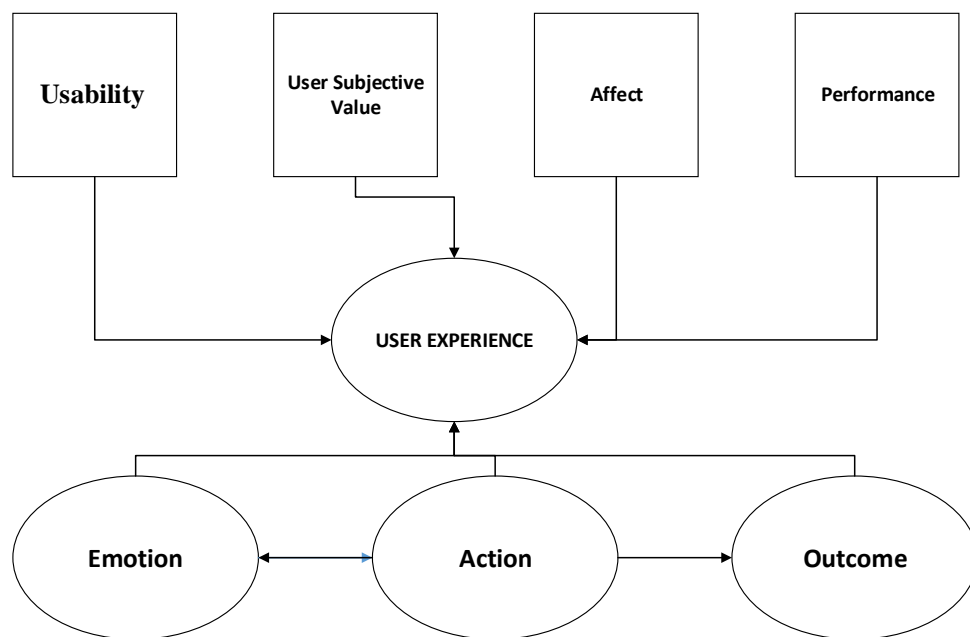 Usability
User Subjective
Value
Affect
Performance
USER EXPERIENCE
Emotion
Action
Outcome